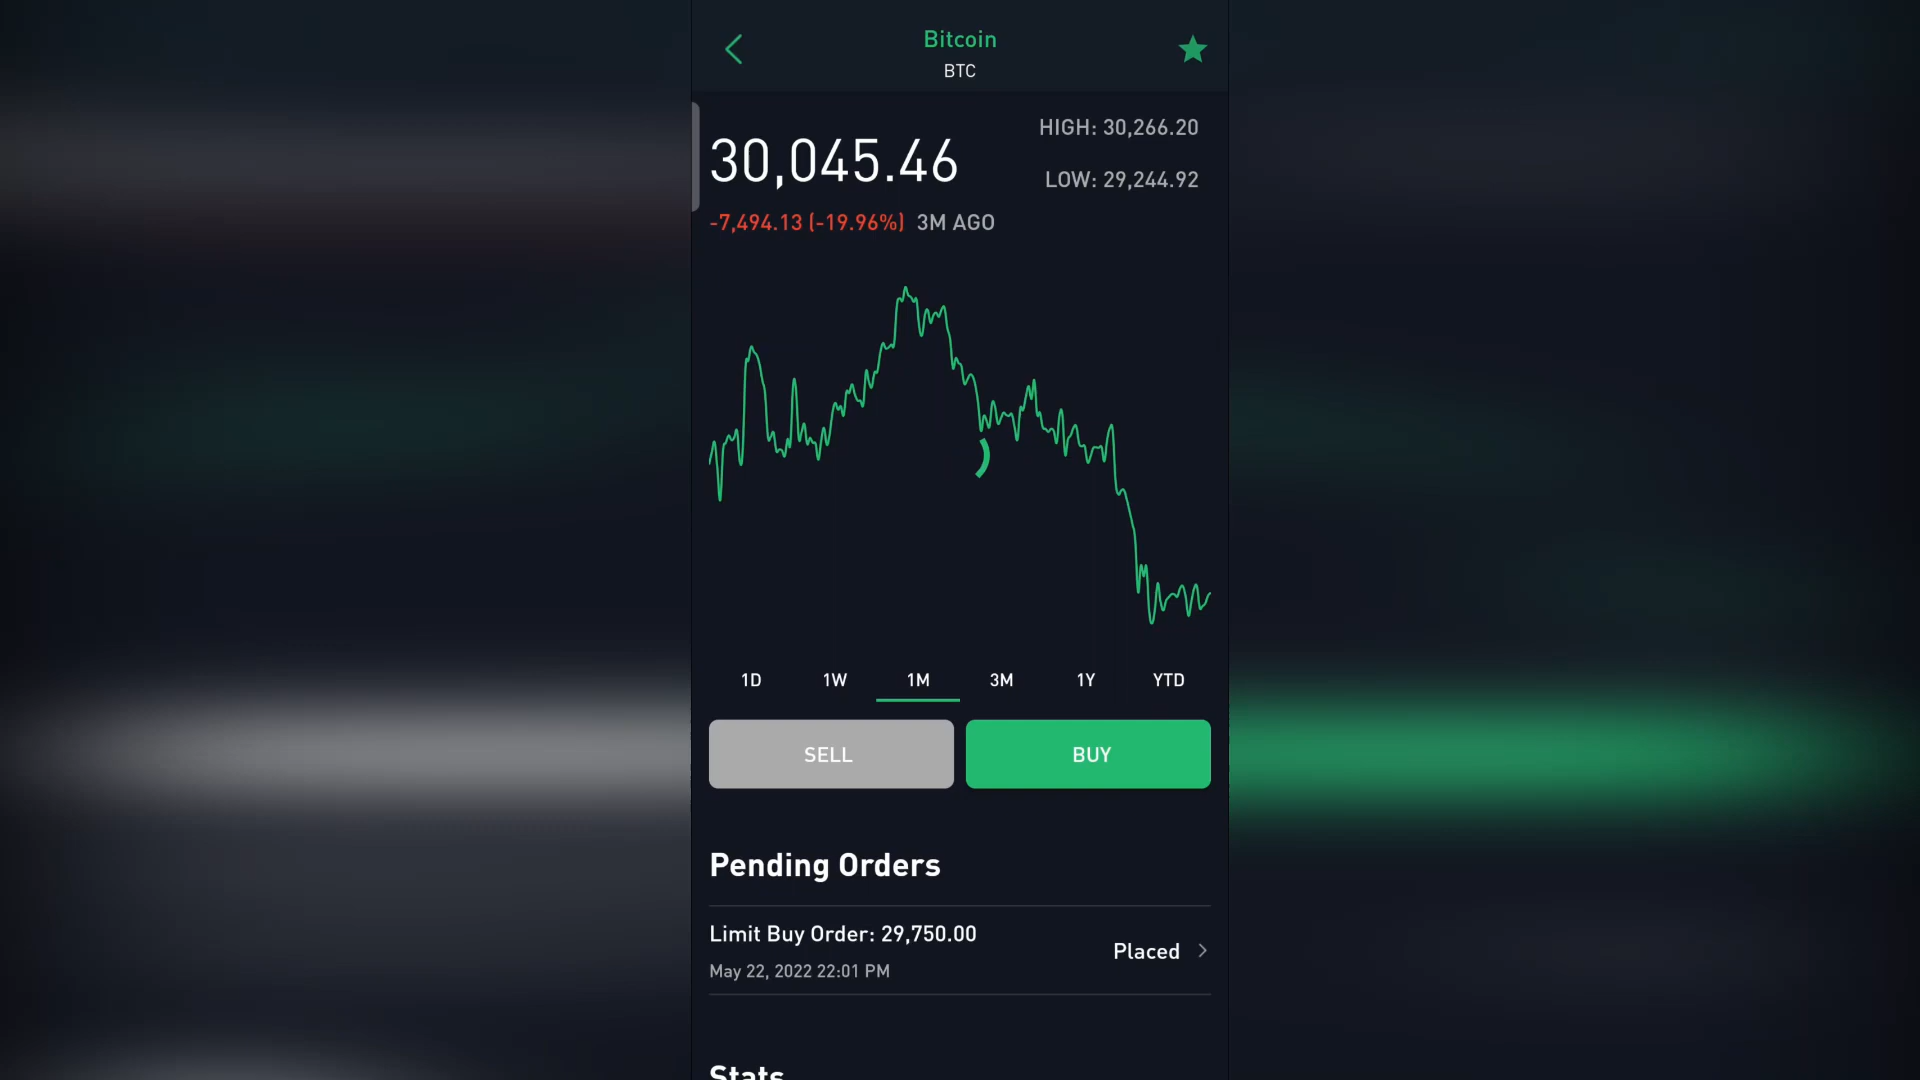 Bitcoin
BTC
30,045.46
HIGH: 30,266.20
LOW: 29,244.92
-7,494.13 (-19.96%) 3M AGO
1D 1W 1M 3M 1Y YTD
SELL BUY
Pending Orders
Limit Buy Order: 29,750.00
May 22, 2022 22:01 PM
Placed
Stats